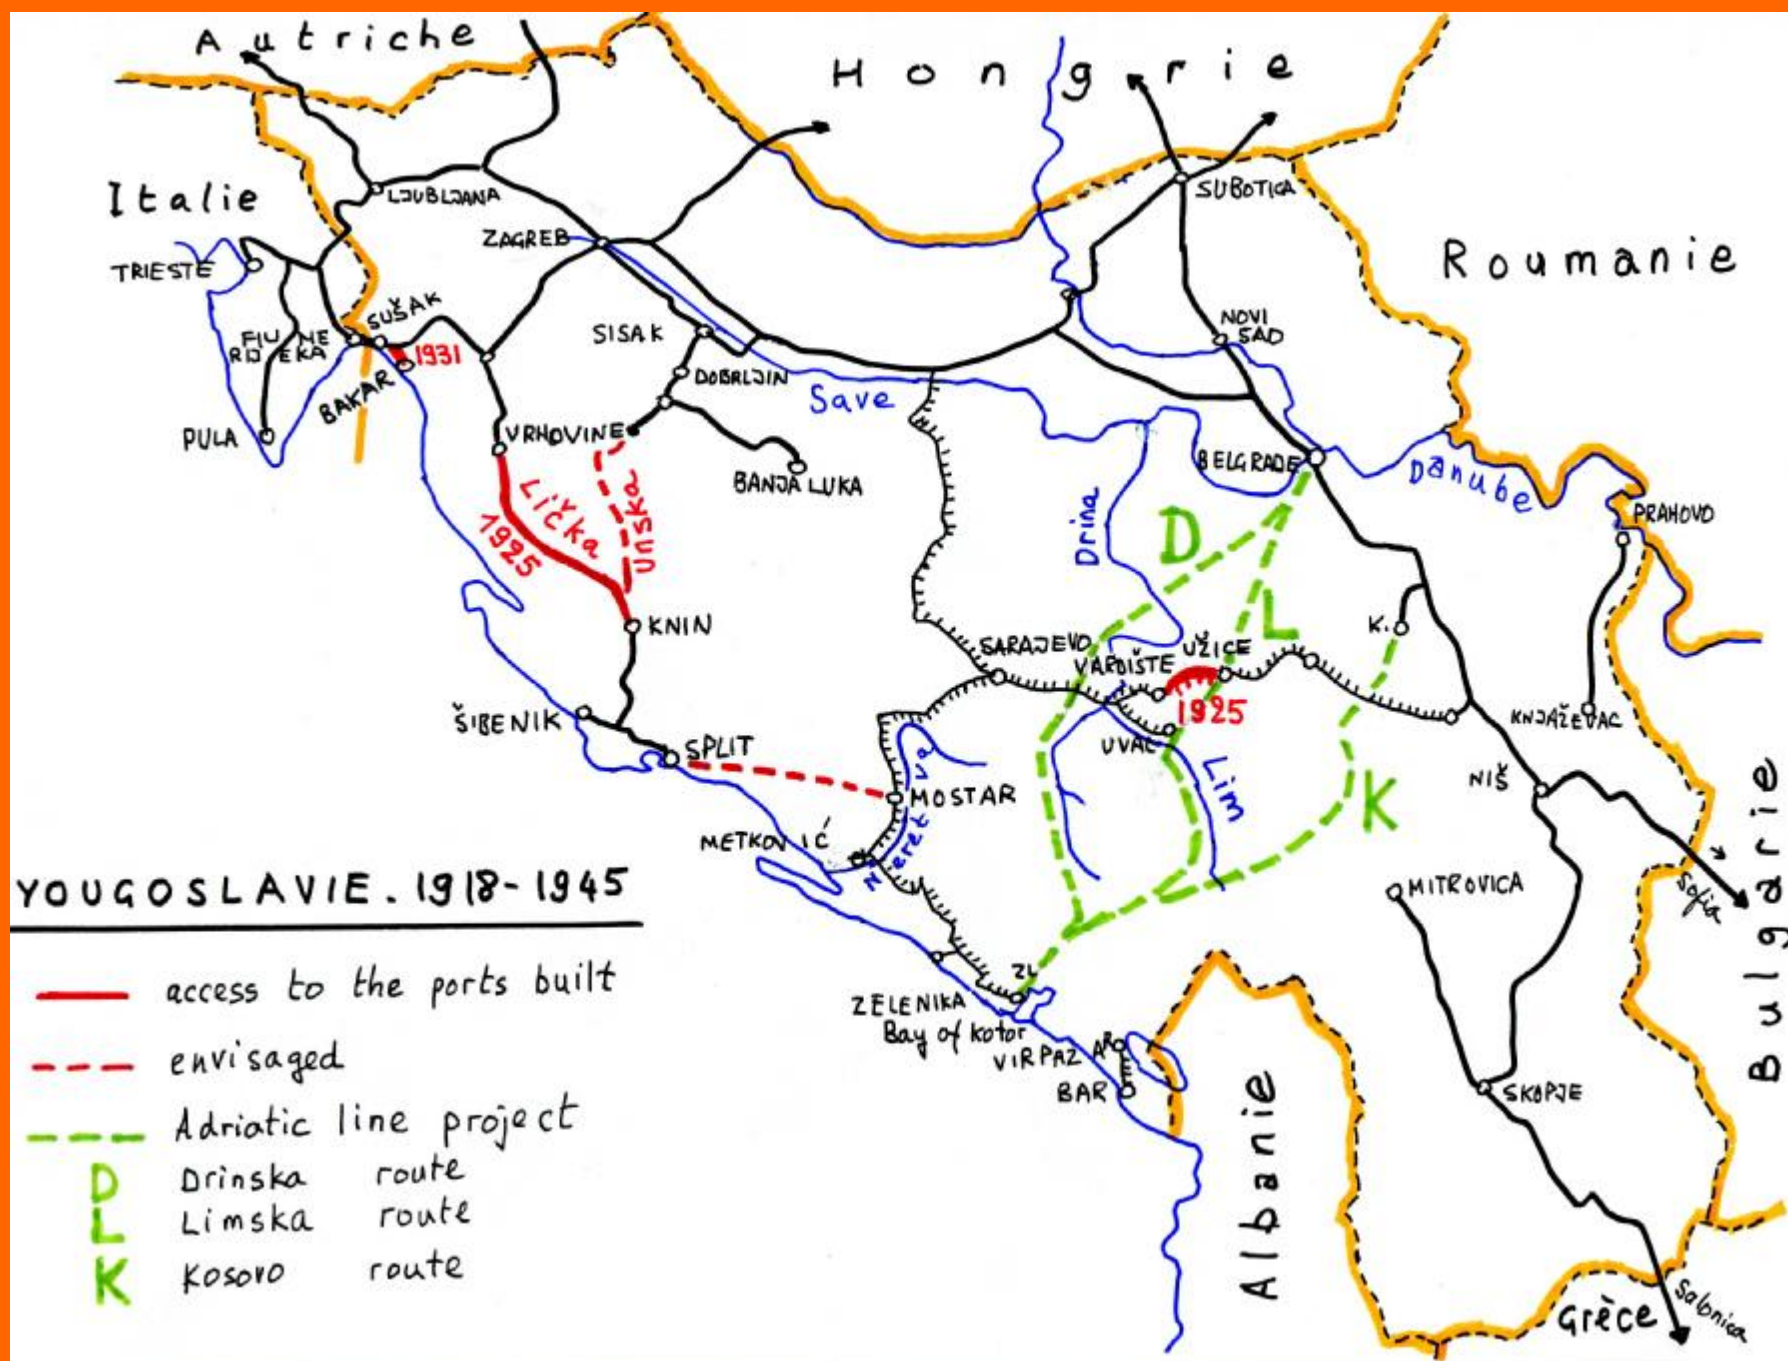 Autriche
Hongrie
Italie
LJUBLJANA
SUBOTICA
ZAGREB
Roumanie
TRIESTE
SUŠAK
FIUME
RIJEKA
1931
BAKAR
SISAK
NOVI
SAD
DOBRLJIN
Save
PULA
VRHOVINE
BANJA LUKA
BELGRADE
Danube
PRAHOVO
Lička
1925
Unska
Drina
D
L
KNIN
SARAJEVO
VARDIŠTE
UŽICE
K.
1925
UVAC
Lim
KNJAŽEVAC
ŠIBENIK
SPLIT
MOSTAR
Neretva
METKOVIĆ
K
NIŠ
MITROVICA
Sofia
Bulgarie
YOUGOSLAVIE. 1918-1945
ZL
ZELENIKA
Bay of Kotor
VIRPAZAR
BAR
SKOPJE
Albanie
Grèce
Salonica
access to the ports built
envisaged
Adriatic line project
D Drinska route
L Limska route
K Kosovo route